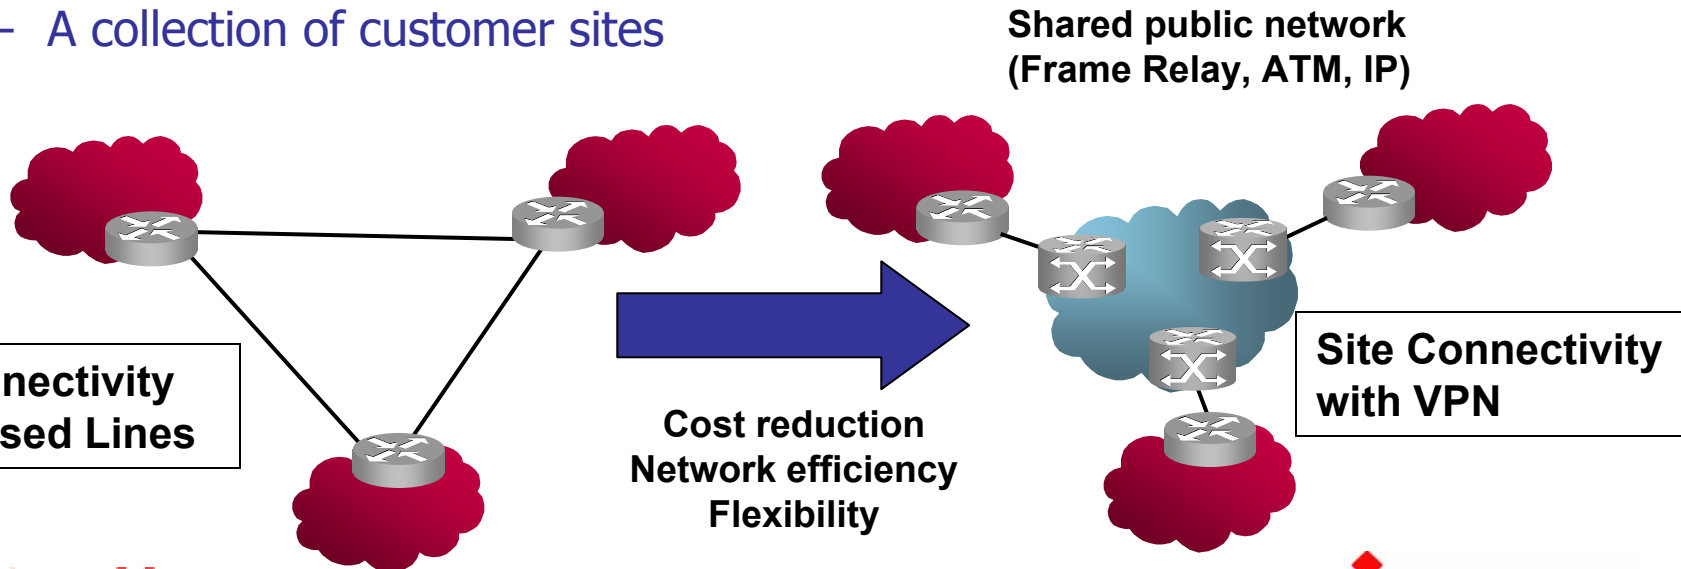 - A collection of customer sites
Shared public network
(Frame Relay, ATM, IP)
nectivity
sed Lines
Cost reduction
Network efficiency
Flexibility
Site Connectivity
with VPN